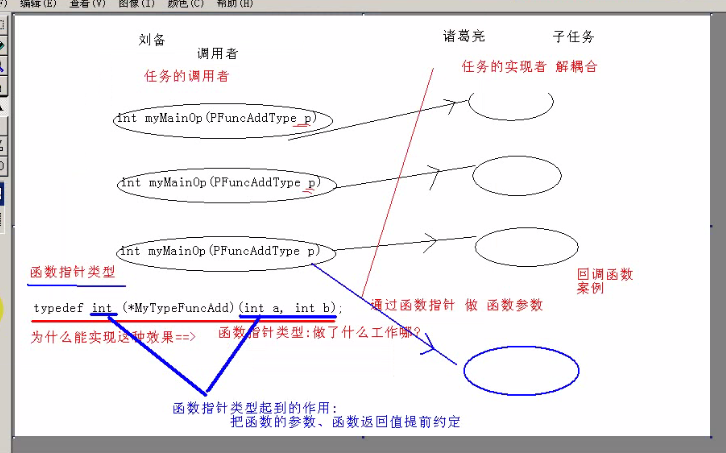 编辑(E) 查看(V) 图像(I) 颜色(C) 帮助(H)
刘备
诸葛亮 子任务
调用者
任务的调用者
任务的实现者 解耦合
int myMainOp(PFuncAddType p)
int myMainOp(PFuncAddType p)
int myMainOp(PFuncAddType p)
函数指针类型
回调函数
案例
typedef int (*MyTypeFuncAdd)(int a, int b);
通过函数指针 做 函数参数
为什么能实现这种效果==>
函数指针类型:做了什么工作哪?
函数指针类型起到的作用:
把函数的参数、函数返回值提前约定